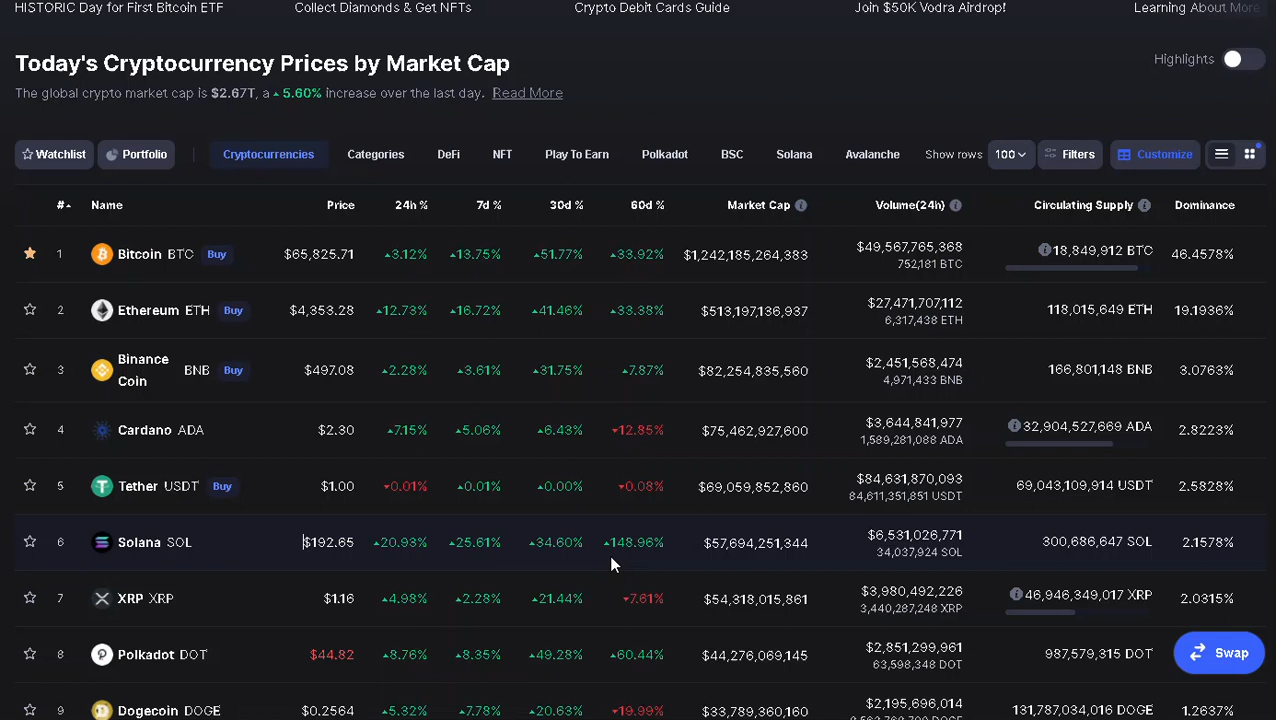 HISTORIC Day for First Bitcoin ETF Collect Diamonds & Get NFTs Crypto Debit Cards Guide Join $50K Vodra Airdrop! Learning About More
Today's Cryptocurrency Prices by Market Cap
Highlights
The global crypto market cap is $2.67T, a ▲ 5.60% increase over the last day. Read More
Watchlist Portfolio Cryptocurrencies Categories DeFi NFT Play To Earn Polkadot BSC Solana Avalanche Show rows 100 Filters Customize
# Name Price 24h % 7d % 30d % 60d % Market Cap Volume(24h) Circulating Supply Dominance
1 Bitcoin BTC Buy $65,825.71 ▲3.12% ▲13.75% ▲51.77% ▲33.92% $1,242,185,264,383 $49,567,765,368 18,849,912 BTC 46.4578%
752,181 BTC
2 Ethereum ETH Buy $4,353.28 ▲12.73% ▲16.72% ▲41.46% ▲33.38% $513,197,136,937 $27,471,707,112 118,015,649 ETH 19.1936%
6,317,438 ETH
3 Binance Coin BNB Buy $497.08 ▲2.28% ▲3.61% ▲31.75% ▲7.87% $82,254,835,560 $2,451,568,474 166,801,148 BNB 3.0763%
4,971,433 BNB
4 Cardano ADA $2.30 ▲7.15% ▲5.06% ▲6.43% ▼12.85% $75,462,927,600 $3,644,841,977 32,904,527,669 ADA 2.8223%
1,589,281,088 ADA
5 Tether USDT Buy $1.00 ▼0.01% ▲0.01% ▲0.00% ▼0.08% $69,059,852,860 $84,631,870,093 69,043,109,914 USDT 2.5828%
84,611,351,851 USDT
6 Solana SOL $192.65 ▲20.93% ▲25.61% ▲34.60% ▲148.96% $57,694,251,344 $6,531,026,771 300,686,647 SOL 2.1578%
34,037,924 SOL
7 XRP XRP $1.16 ▲4.98% ▲2.28% ▲21.44% ▼7.61% $54,318,015,861 $3,980,492,226 46,946,349,017 XRP 2.0315%
3,440,287,248 XRP
8 Polkadot DOT $44.82 ▲8.76% ▲8.35% ▲49.28% ▲60.44% $44,276,069,145 $2,851,299,961 987,579,315 DOT
63,598,348 DOT
Swap
9 Dogecoin DOGE $0.2564 ▲5.32% ▲7.78% ▲20.63% ▼19.99% $33,789,360,110 $2,195,696,014 131,787,034,016 DOGE 1.2637%